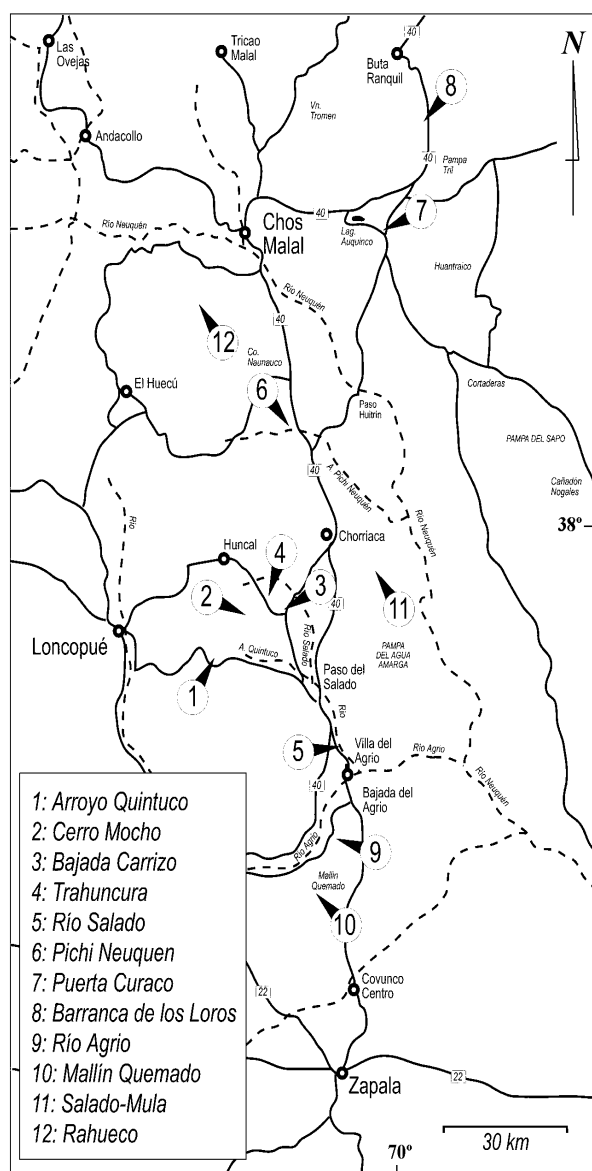 Las
Ovejas
Tricao
Malal
Buta
Ranquil
40
N
8
Vn.
Tromen
Andacollo
40
Pampa
Tril
Río Neuquén
Chos
Malal
40
7
Lag.
Auquinco
Huantraico
Río Neuquén
40
12
Co.
Naunauco
El Huecú
6
Paso
Huitrín
Cortaderas
PAMPA DEL SAPO
40
A. Pichi Neuquén
Cañadón
Nogales
Río
Río Neuquén
38º
Chorriaca
Huncal
4
3
2
40
11
Loncopué
Río Salado
A. Quintuco
PAMPA
DEL AGUA
AMARGA
1
Paso del
Salado
Río
5
Villa del
Agrio
Río Agrio
Río Neuquén
40
Bajada del
Agrio
Río Agrio
9
Mallín
Quemado
10
22
Covunco
Centro
Zapala
22
1: Arroyo Quintuco
2: Cerro Mocho
3: Bajada Carrizo
4: Trahuncura
5: Río Salado
6: Pichi Neuquen
7: Puerta Curaco
8: Barranca de los Loros
9: Río Agrio
10: Mallín Quemado
11: Salado-Mula
12: Rahueco
30 km
70º